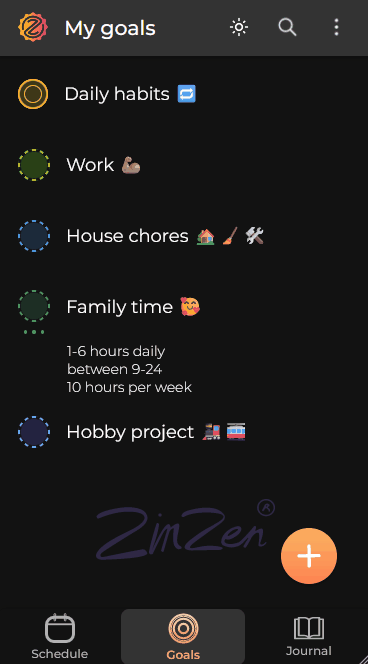 My goals
Daily habits 🔁
Work 💪🏽
House chores 🏡 🧹 🛠️
Family time 🥰
1-6 hours daily
between 9-24
10 hours per week
Hobby project 🚂 🚋
ZinZen®
Schedule
Goals
Journal